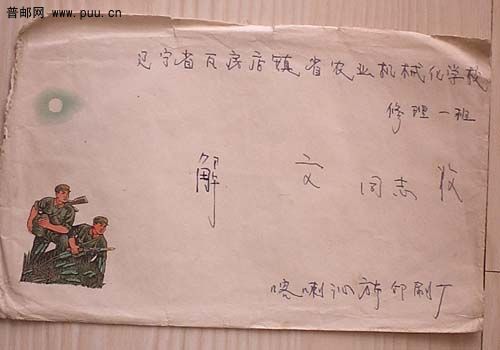 普邮网 www.puu.cn
辽宁省瓦房店镇省农业机械化学校
修理一班
解文同志收
喀喇沁旗印刷厂